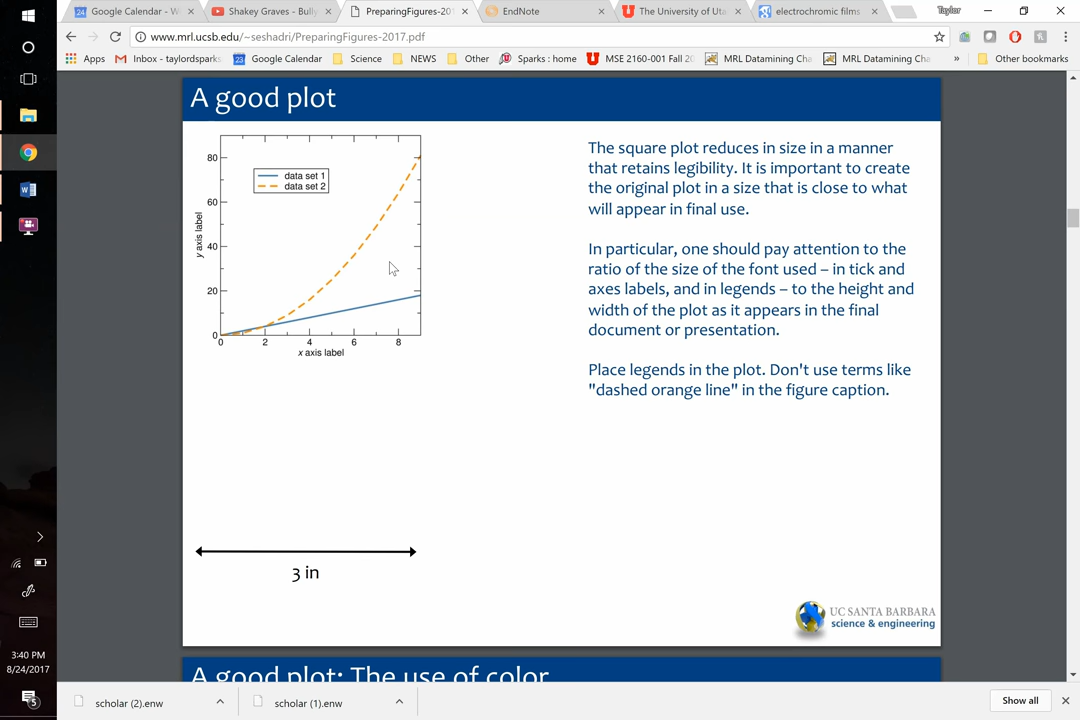 24 Google Calendar - W
Shakey Graves - Bully
PreparingFigures-201
EndNote
The University of Uta
electrochromic films
Taylor
www.mrl.ucsb.edu/~seshadri/PreparingFigures-2017.pdf
Apps
Inbox - taylordsparks
23 Google Calendar
Science
NEWS
Other
Sparks : home
MSE 2160-001 Fall 20
MRL Datamining Cha
MRL Datamining Cha
»
Other bookmarks
A good plot
80
60
40
20
0
y axis label
data set 1
data set 2
0 2 4 6 8
x axis label
The square plot reduces in size in a manner
that retains legibility. It is important to create
the original plot in a size that is close to what
will appear in final use.
In particular, one should pay attention to the
ratio of the size of the font used – in tick and
axes labels, and in legends – to the height and
width of the plot as it appears in the final
document or presentation.
Place legends in the plot. Don't use terms like
"dashed orange line" in the figure caption.
3 in
UC SANTA BARBARA
science & engineering
A good plot: The use of color
3:40 PM
8/24/2017
5
scholar (2).enw
scholar (1).enw
Show all